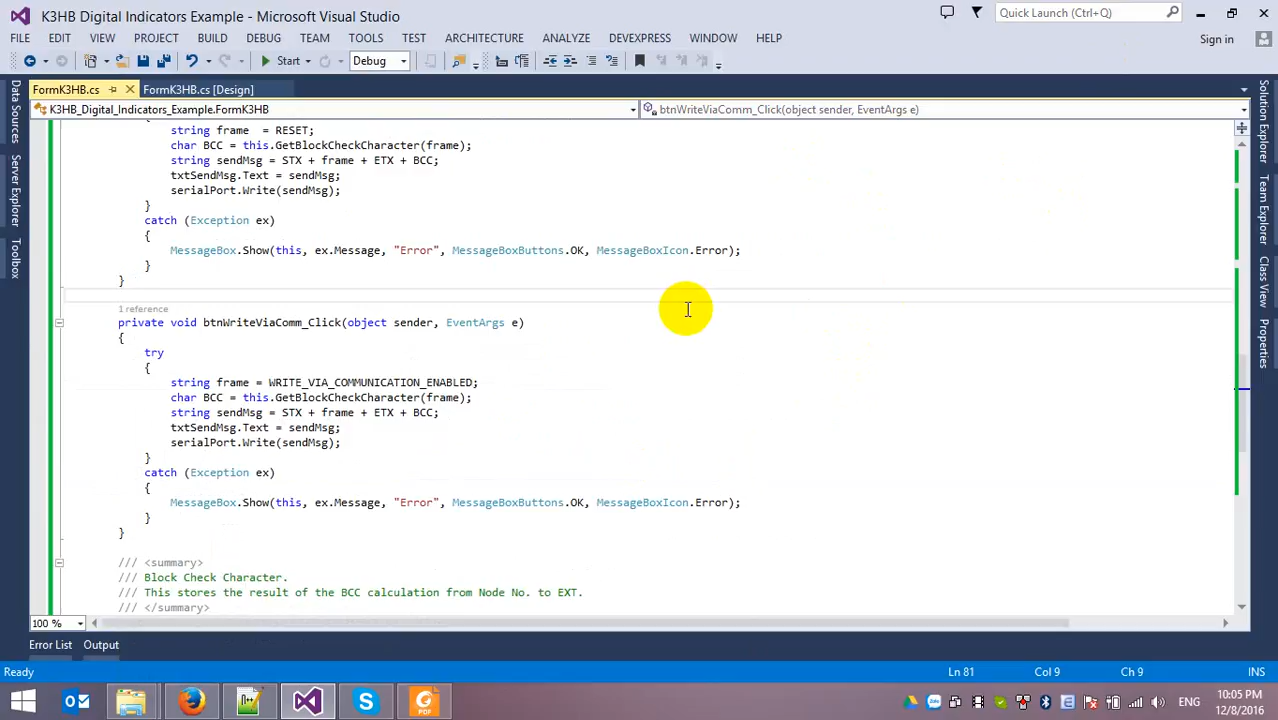 K3HB Digital Indicators Example - Microsoft Visual Studio
Quick Launch (Ctrl+Q)
FILE EDIT VIEW PROJECT BUILD DEBUG TEAM TOOLS TEST ARCHITECTURE ANALYZE DEVEXPRESS WINDOW HELP
Sign in
Start Debug
FormK3HB.cs FormK3HB.cs [Design]
K3HB_Digital_Indicators_Example.FormK3HB btnWriteViaComm_Click(object sender, EventArgs e)
Data Sources
Server Explorer
Toolbox
{
string frame  = RESET;
char BCC = this.GetBlockCheckCharacter(frame);
string sendMsg = STX + frame + ETX + BCC;
txtSendMsg.Text = sendMsg;
serialPort.Write(sendMsg);
}
catch (Exception ex)
{
MessageBox.Show(this, ex.Message, "Error", MessageBoxButtons.OK, MessageBoxIcon.Error);
}
}
1 reference
private void btnWriteViaComm_Click(object sender, EventArgs e)
{
try
{
string frame = WRITE_VIA_COMMUNICATION_ENABLED;
char BCC = this.GetBlockCheckCharacter(frame);
string sendMsg = STX + frame + ETX + BCC;
txtSendMsg.Text = sendMsg;
serialPort.Write(sendMsg);
}
catch (Exception ex)
{
MessageBox.Show(this, ex.Message, "Error", MessageBoxButtons.OK, MessageBoxIcon.Error);
}
}
/// <summary>
/// Block Check Character.
/// This stores the result of the BCC calculation from Node No. to EXT.
/// </summary>
Solution Explorer
Team Explorer
Class View
Properties
100 %
Error List Output
Ready Ln 81 Col 9 Ch 9 INS
PDF
ENG
10:05 PM
12/8/2016